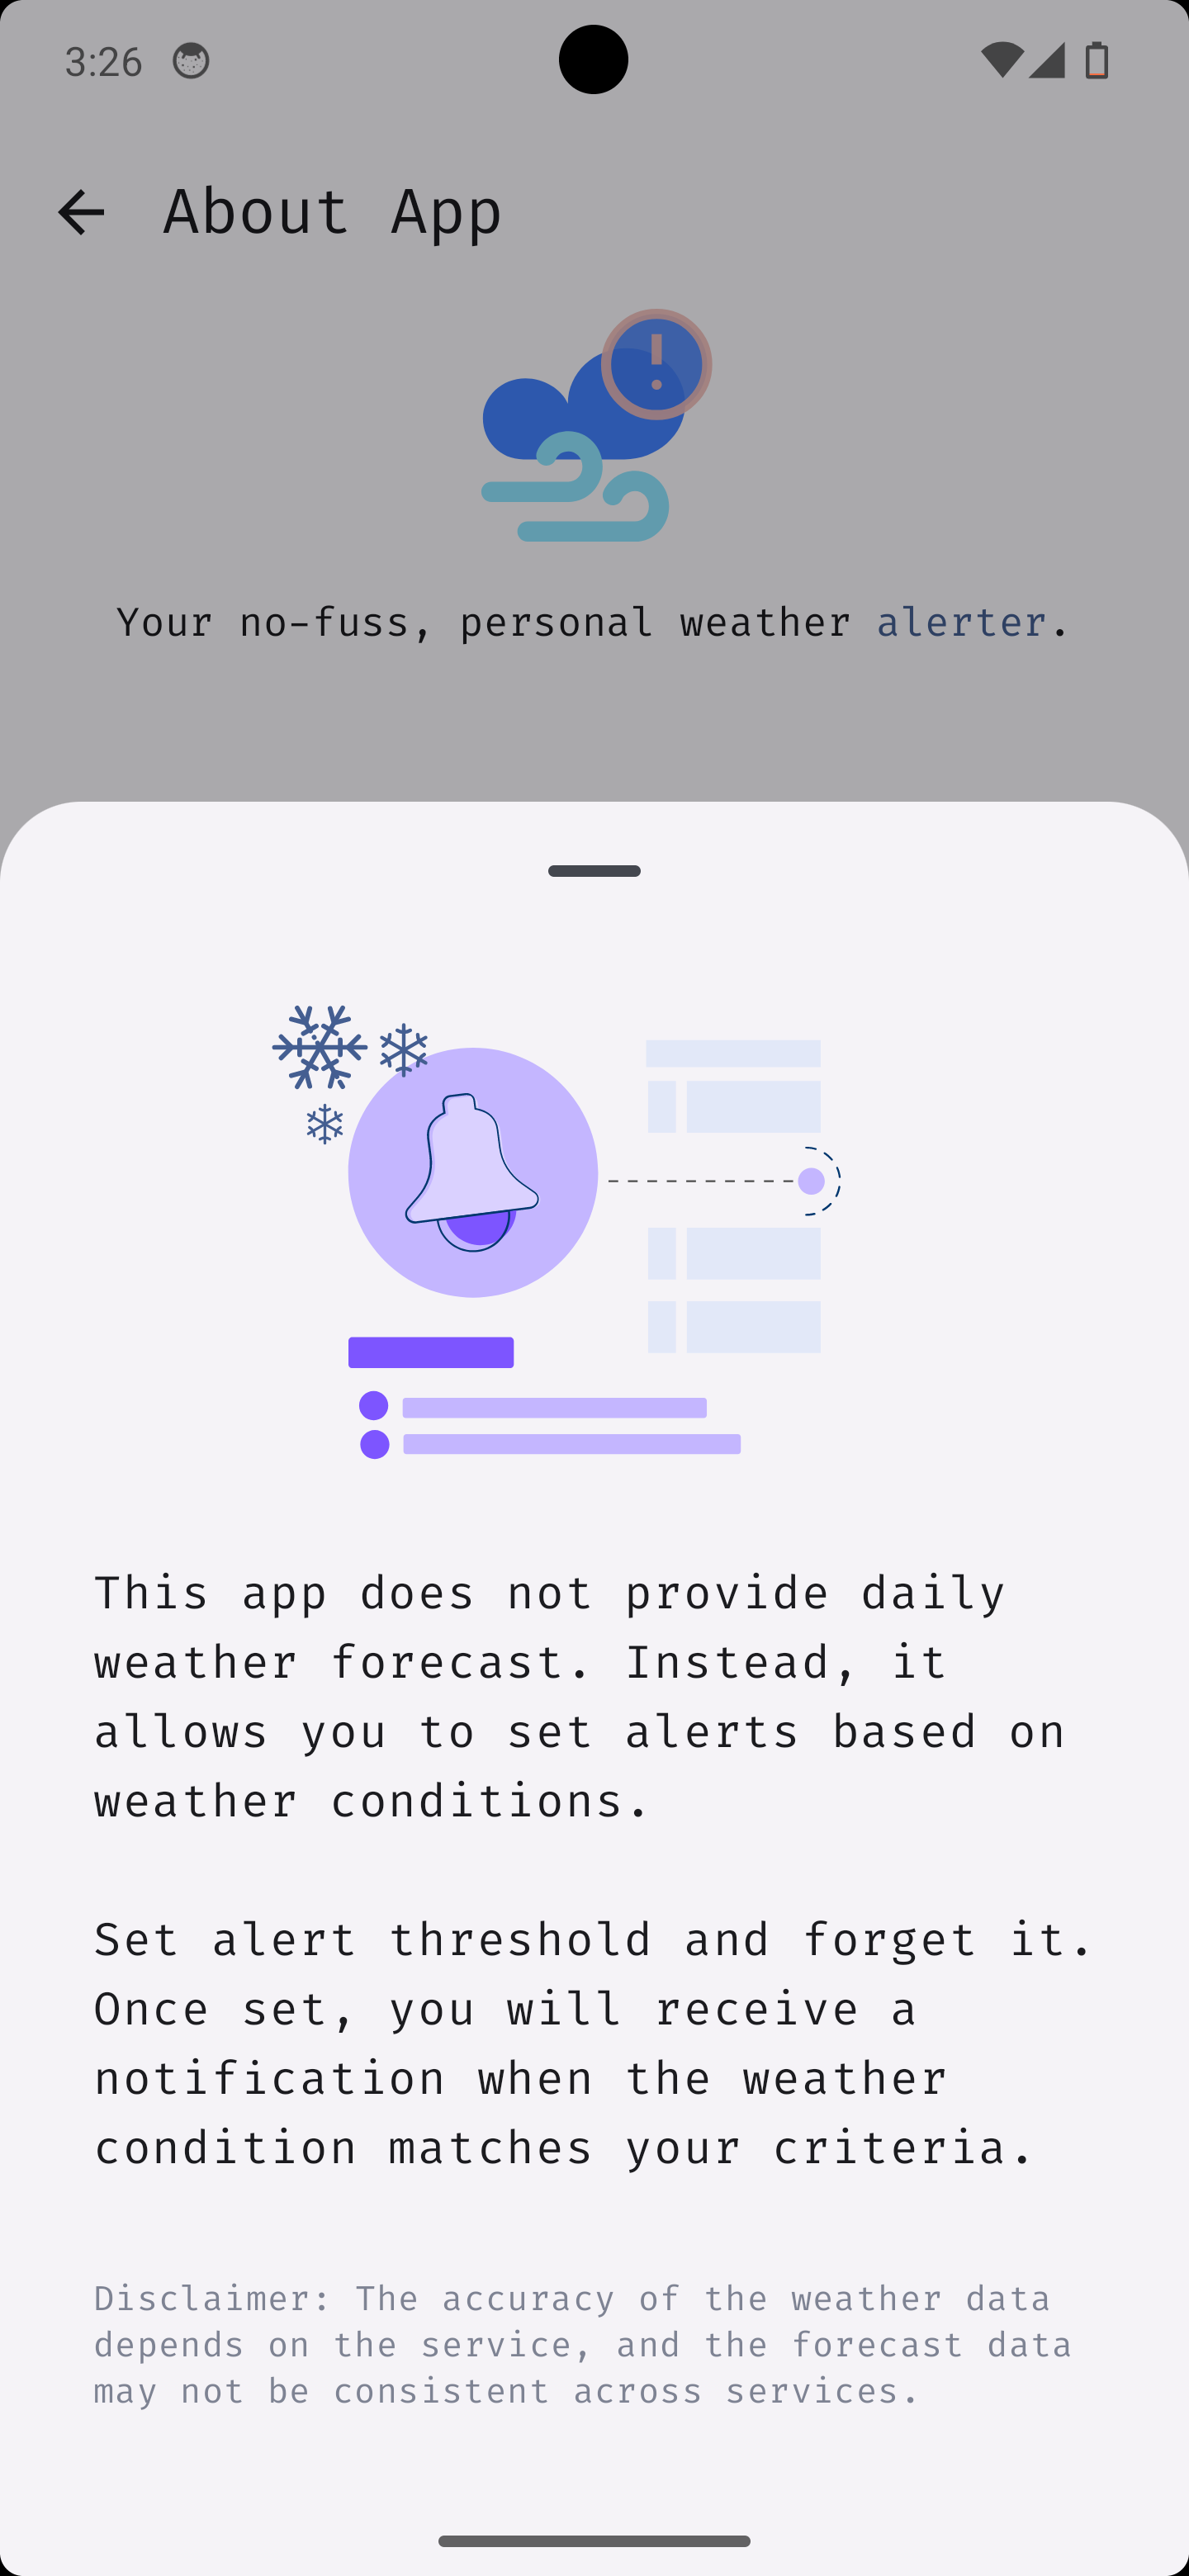 3:26
About App
Your no-fuss, personal weather alerter.
This app does not provide daily
weather forecast. Instead, it
allows you to set alerts based on
weather conditions.
Set alert threshold and forget it.
Once set, you will receive a
notification when the weather
condition matches your criteria.
Disclaimer: The accuracy of the weather data
depends on the service, and the forecast data
may not be consistent across services.